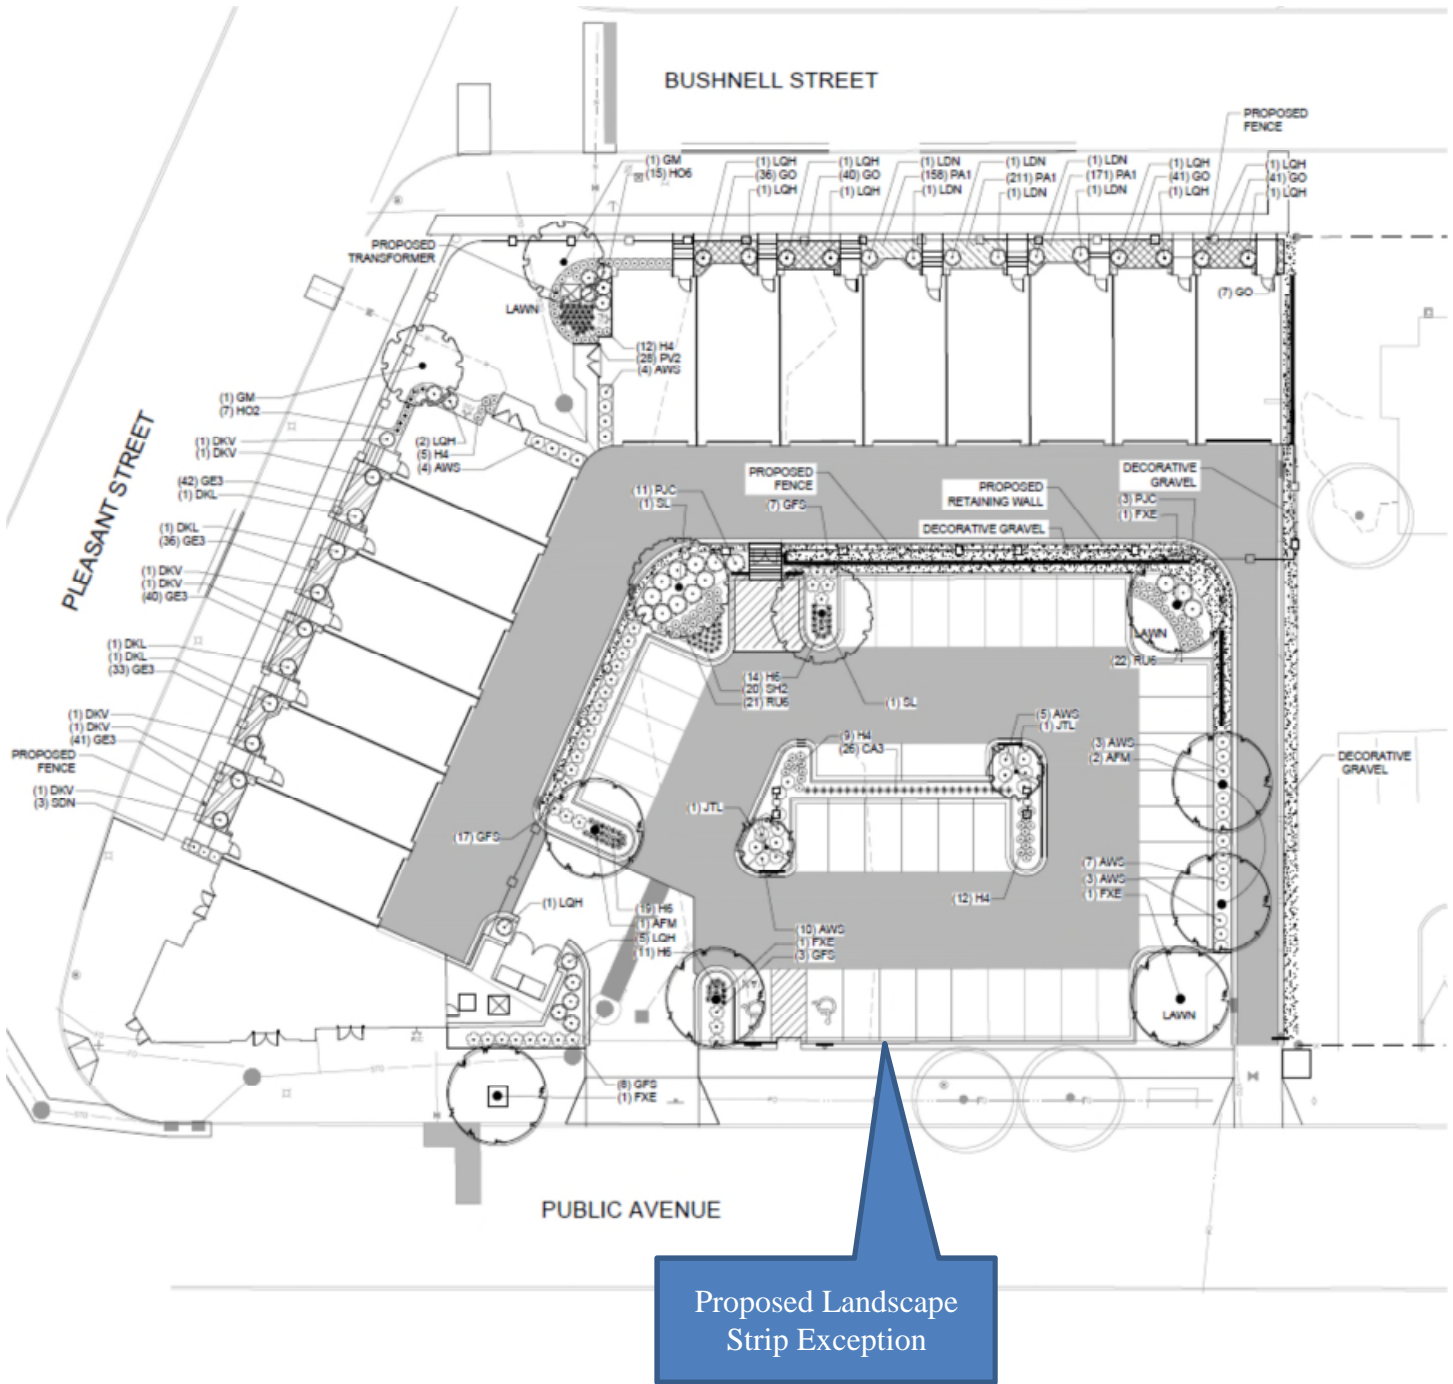 BUSHNELL STREET
PROPOSED
FENCE
(1) GM
(15) HO6
(1) LQH
(36) GO
(1) LQH
(1) LQH
(40) GO
(1) LQH
(1) LDN
(158) PA1
(1) LDN
(1) LDN
(211) PA1
(1) LDN
(1) LDN
(171) PA1
(1) LDN
(1) LQH
(41) GO
(1) LQH
(1) LQH
(41) GO
(1) LQH
PROPOSED
TRANSFORMER
LAWN
(7) GO
(12) H4
(28) PV2
(4) AWS
(1) GM
(7) HO2
(2) LQH
(5) H4
(4) AWS
PLEASANT STREET
(1) DKV
(1) DKV
(42) GE3
(1) DKL
(1) DKL
(36) GE3
(1) DKV
(1) DKV
(40) GE3
(1) DKL
(1) DKL
(33) GE3
(1) DKV
(1) DKV
(41) GE3
PROPOSED
FENCE
(1) DKV
(3) SDN
(11) PJC
(1) SL
PROPOSED
FENCE
(7) GFS
PROPOSED
RETAINING WALL
DECORATIVE GRAVEL
DECORATIVE
GRAVEL
(3) PJC
(1) FXE
LAWN
(22) RU6
(14) H6
(20) SH2
(21) RU6
(1) SL
(5) AWS
(1) JTL
(9) H4
(26) CA3
(3) AWS
(2) AFM
DECORATIVE
GRAVEL
(1) JTL
(17) GFS
(7) AWS
(3) AWS
(1) FXE
(12) H4
(1) LQH
(19) H6
(1) AFM
(5) LQH
(11) H6
(10) AWS
(1) FXE
(3) GFS
LAWN
(8) GFS
(1) FXE
PUBLIC AVENUE
Proposed Landscape
Strip Exception